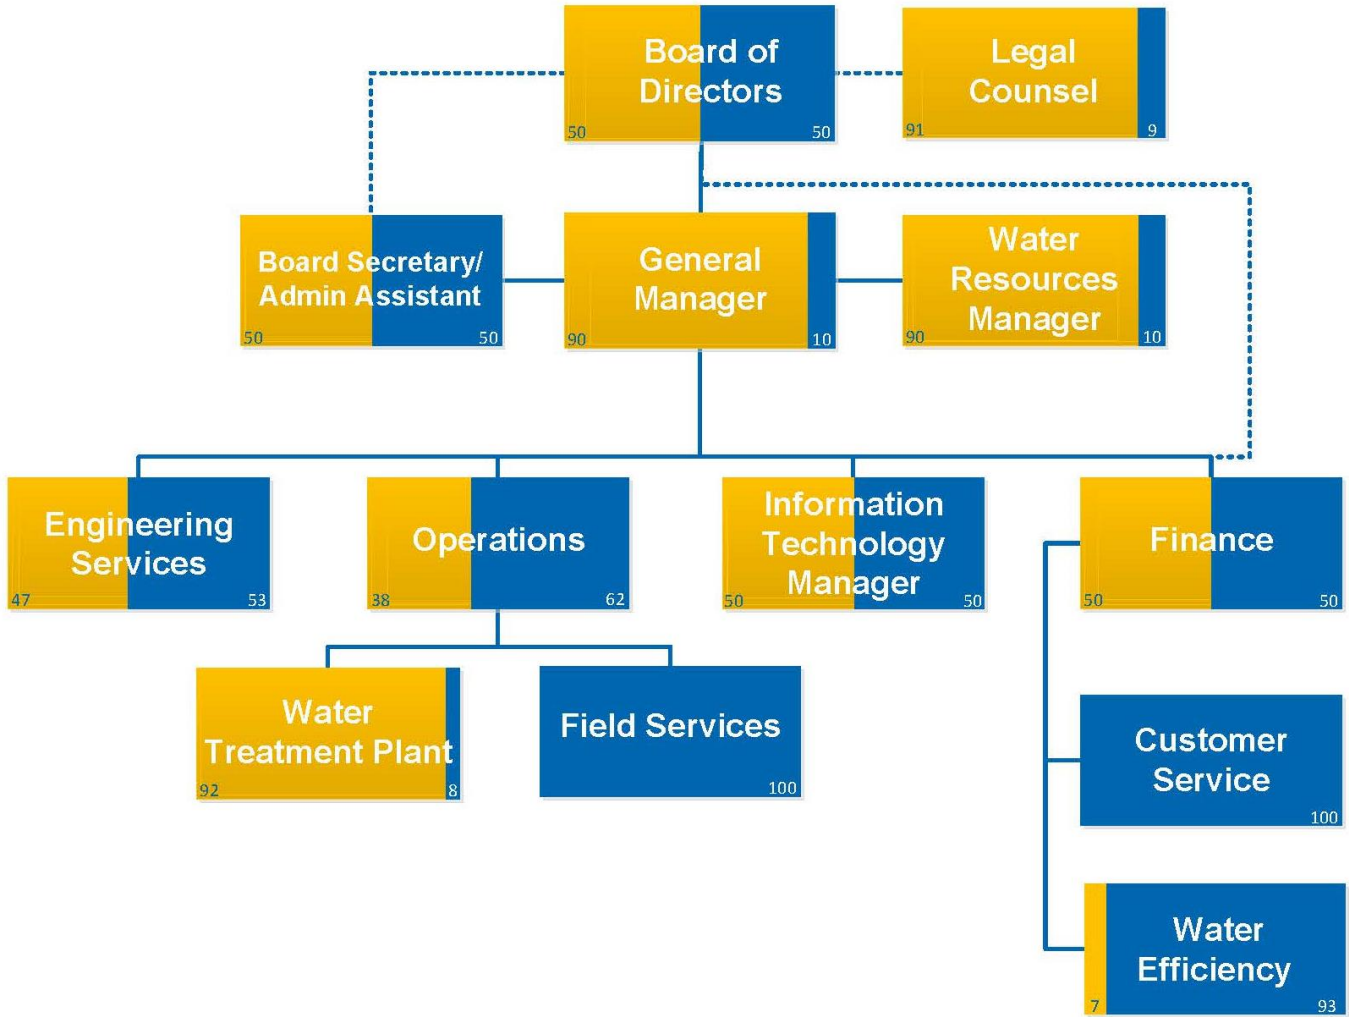 Board of
Directors
50
50
Legal
Counsel
91
9
Board Secretary/
Admin Assistant
50
50
General
Manager
90
10
Water
Resources
Manager
90
10
Engineering
Services
47
53
Operations
38
62
Information
Technology
Manager
50
50
Finance
50
50
Water
Treatment Plant
92
8
Field Services
100
Customer
Service
100
Water
Efficiency
7
93